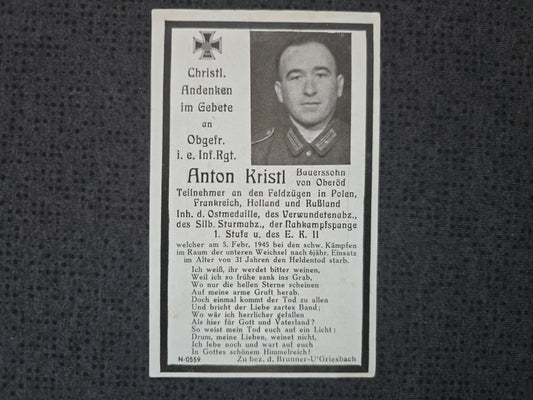 Christl.
Andenken
im Gebete
an
Obgefr.
i. e. Inf.Rgt.
Anton Kristl Bauerssohn von Oberöd
Teilnehmer an den Feldzügen in Polen,
Frankreich, Holland und Rußland
Inh. d. Ostmedaille, des Verwundetenabz.,
des Silb. Sturmabz., der Nahkampfspange
1. Stufe u. des E. K. II
welcher am 5. Febr. 1945 bei den schw. Kämpfen
im Raum der unteren Weichsel nach 6jähr. Einsatz
im Alter von 31 Jahren den Heldentod starb.
Ich weiß, ihr werdet bitter weinen,
Weil ich so frühe sank ins Grab,
Wo nur die hellen Sterne scheinen
Auf meine arme Gruft herab.
Doch einmal kommt der Tod zu allen
Und bricht der Liebe zartes Band;
Wo wär ich herrlicher gefallen
Als hier für Gott und Vaterland?
So weist mein Tod euch auf ein Licht:
Drum, meine Lieben, weinet nicht,
Ich lebe noch und wart auf euch
In Gottes schönem Himmelreich!
N-0559 Zu bez. d. Brunner-U'Griesbach